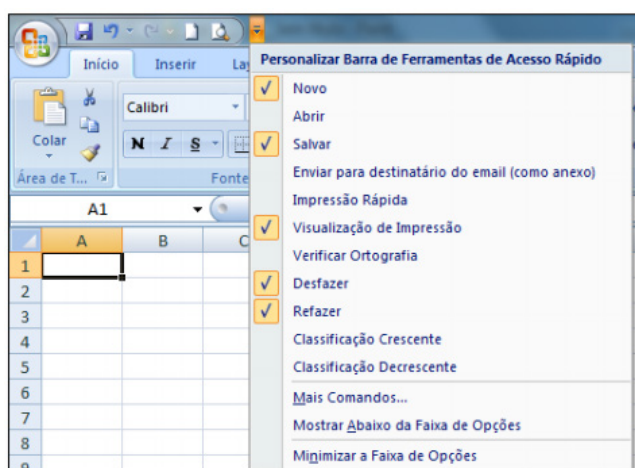 Início Inserir La
Personalizar Barra de Ferramentas de Acesso Rápido
Novo
Abrir
Salvar
Enviar para destinatário do email (como anexo)
Impressão Rápida
Visualização de Impressão
Verificar Ortografia
Desfazer
Refazer
Classificação Crescente
Classificação Decrescente
Mais Comandos...
Mostrar Abaixo da Faixa de Opções
Minimizar a Faixa de Opções
Colar
Calibri
N I S
Área de T... Fonte
A1
A B C
1
2
3
4
5
6
7
8